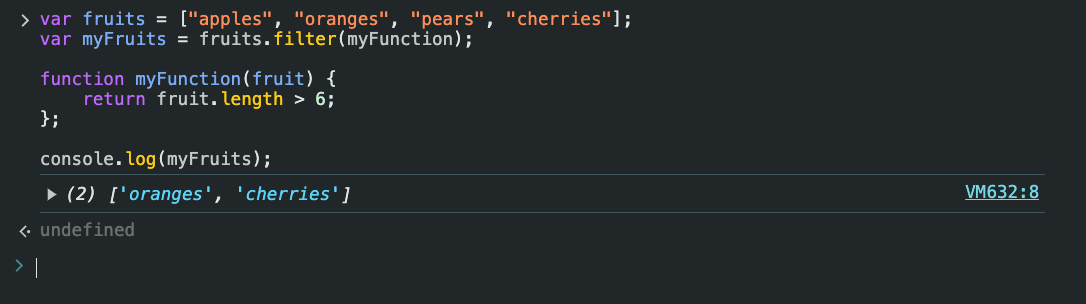 var fruits = ["apples", "oranges", "pears", "cherries"];
var myFruits = fruits.filter(myFunction);

function myFunction(fruit) {
    return fruit.length > 6;
};

console.log(myFruits);
(2) ['oranges', 'cherries'] VM632:8
undefined